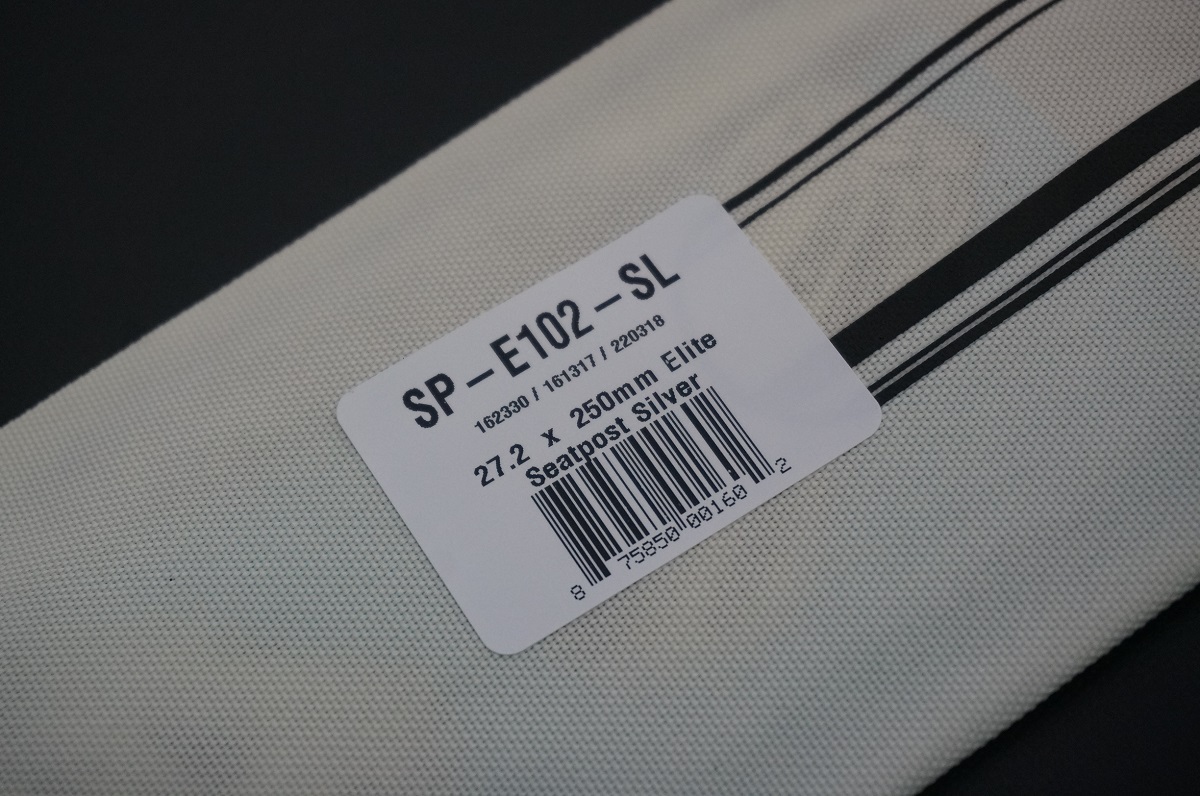 SP–E102–SL
162330 / 161317 / 220318
27.2 x 250mm Elite
Seatpost Silver
8 75850 00160 2